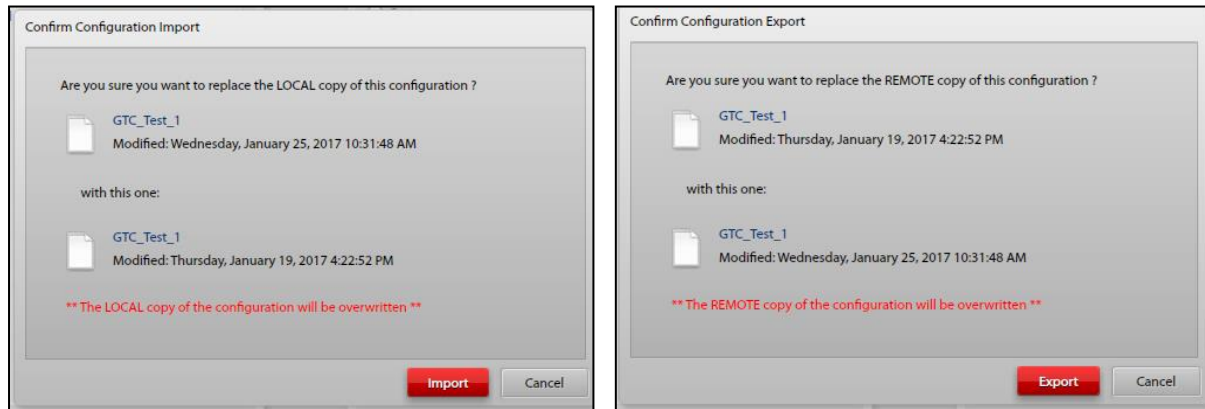 Confirm Configuration Import
Are you sure you want to replace the LOCAL copy of this configuration ?
GTC_Test_1
Modified: Wednesday, January 25, 2017 10:31:48 AM
with this one:
GTC_Test_1
Modified: Thursday, January 19, 2017 4:22:52 PM
** The LOCAL copy of the configuration will be overwritten **
Import
Cancel
Confirm Configuration Export
Are you sure you want to replace the REMOTE copy of this configuration ?
GTC_Test_1
Modified: Thursday, January 19, 2017 4:22:52 PM
with this one:
GTC_Test_1
Modified: Wednesday, January 25, 2017 10:31:48 AM
** The REMOTE copy of the configuration will be overwritten **
Export
Cancel